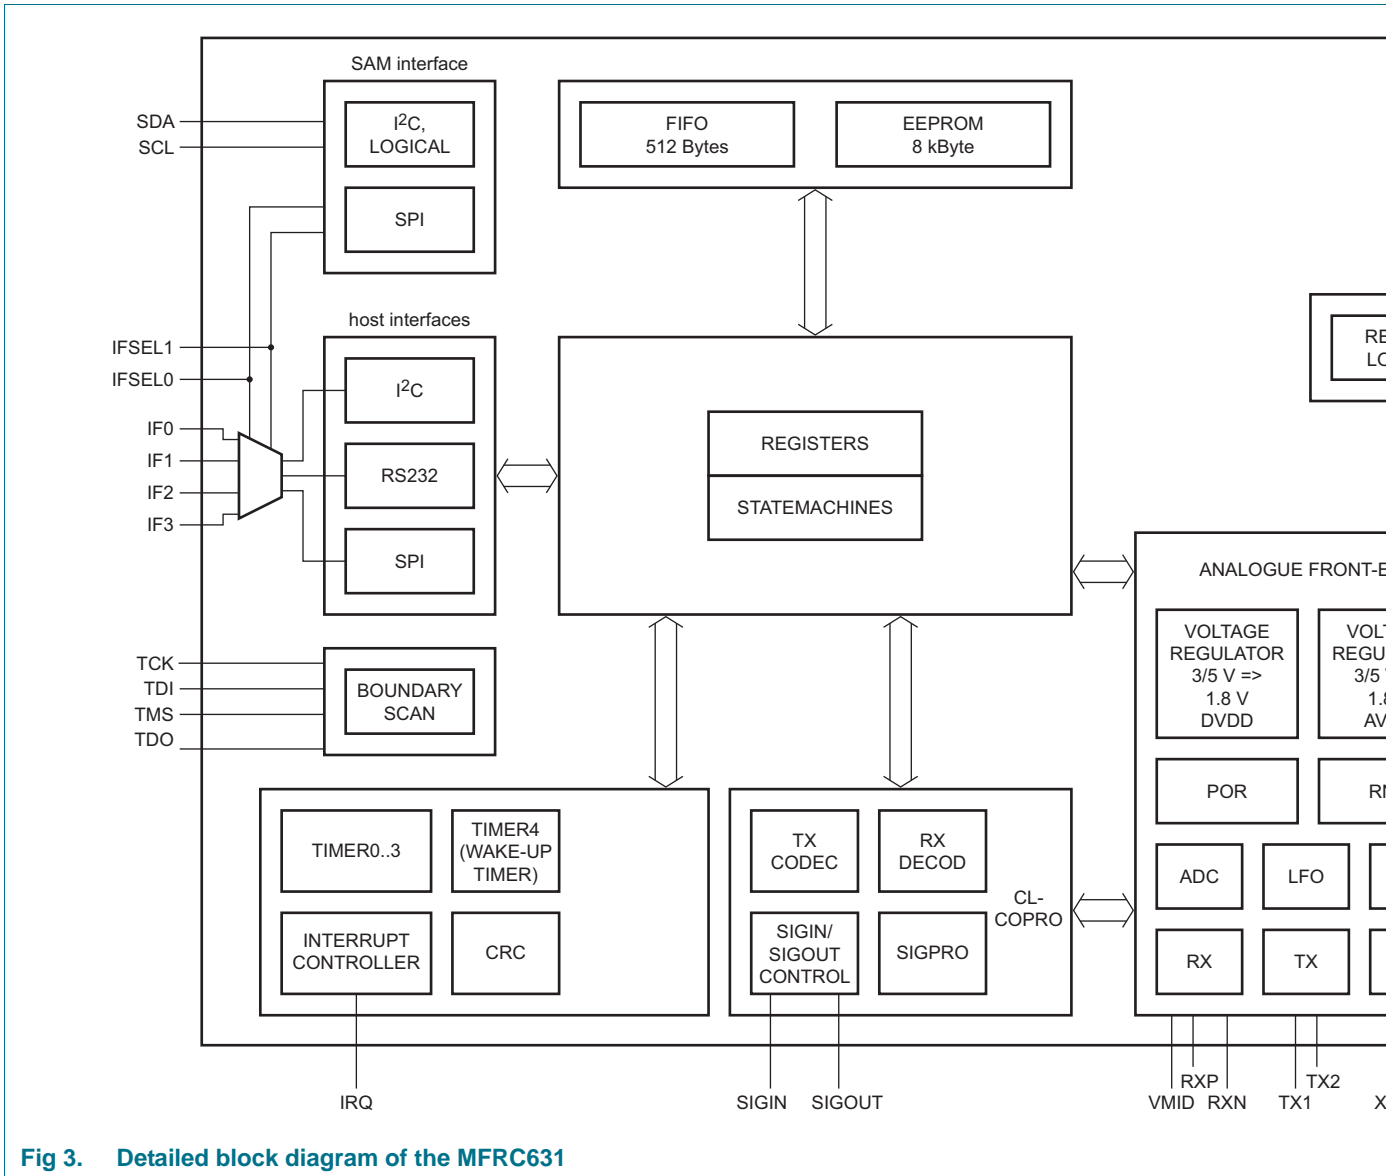 SAM interface
SDA
SCL
I2C,
LOGICAL
SPI
FIFO
512 Bytes
EEPROM
8 kByte
host interfaces
IFSEL1
IFSEL0
IF0
IF1
IF2
IF3
I2C
RS232
SPI
REGISTERS
STATEMACHINES
TCK
TDI
TMS
TDO
BOUNDARY
SCAN
ANALOGUE
VOLTAGE
REGULATOR
3/5 V =>
1.8 V
DVDD
3/5
POR
ADC
LFO
RX
TX
TIMER0..3
TIMER4
(WAKE-UP
TIMER)
INTERRUPT
CONTROLLER
CRC
TX
CODEC
RX
DECOD
SIGIN/
SIGOUT
CONTROL
SIGPRO
CL-
COPRO
IRQ
SIGIN
SIGOUT
VMID
RXP
RXN
TX1
TX2
Fig 3. Detailed block diagram of the MFRC631